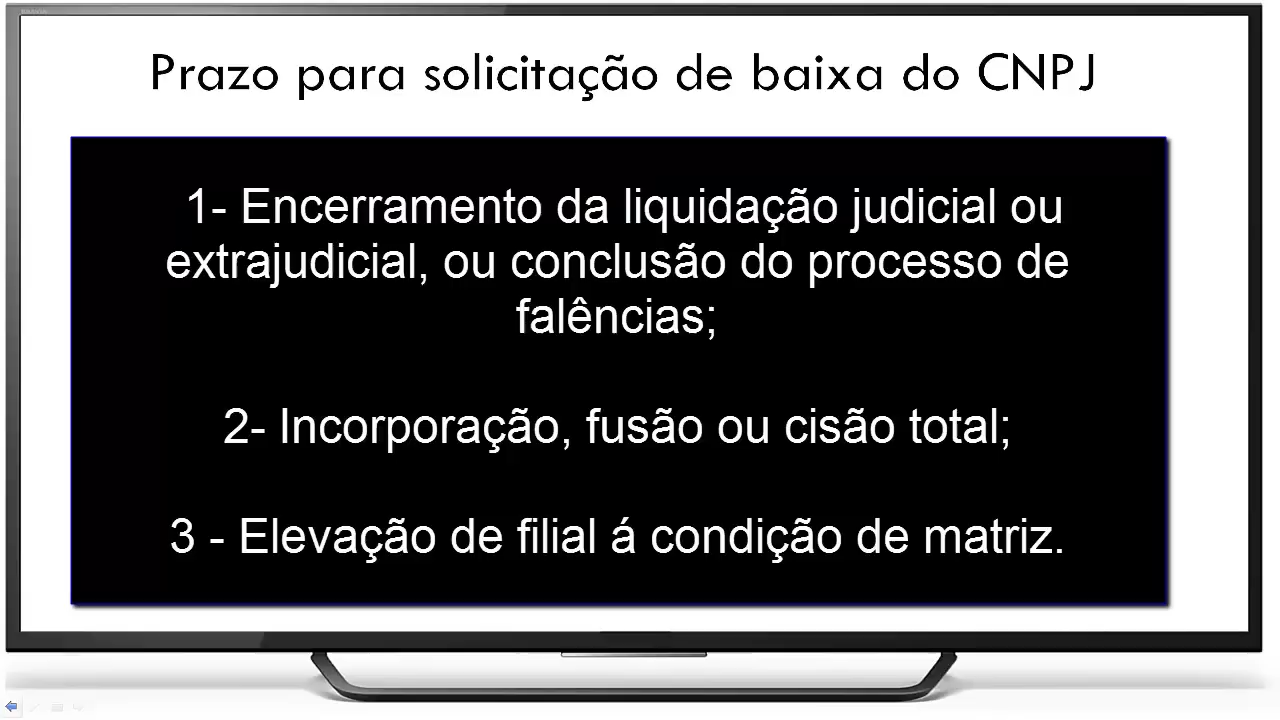 Prazo para solicitação de baixa do CNPJ
1- Encerramento da liquidação judicial ou
extrajudicial, ou conclusão do processo de
falências;
2- Incorporação, fusão ou cisão total;
3 - Elevação de filial á condição de matriz.